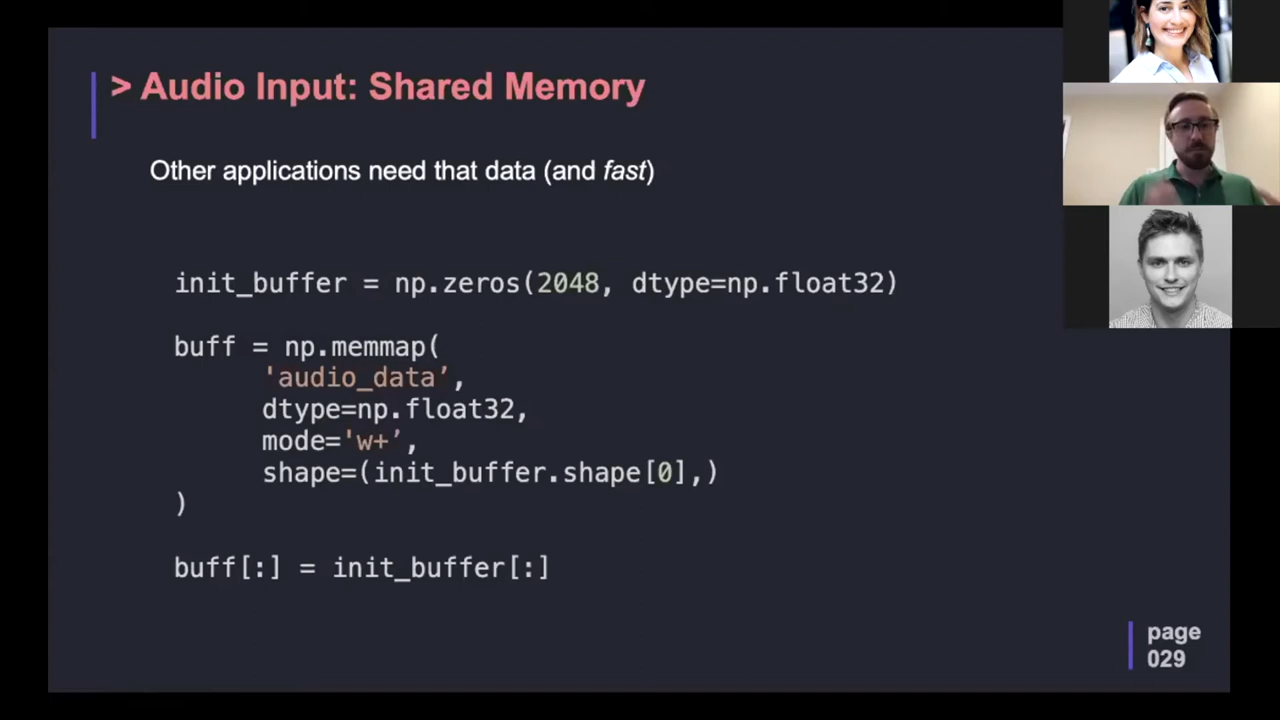 > Audio Input: Shared Memory
Other applications need that data (and fast)
init_buffer = np.zeros(2048, dtype=np.float32)
buff = np.memmap(
'audio_data’,
dtype=np.float32,
mode='w+’,
shape=(init_buffer.shape[0],)
)
buff[:] = init_buffer[:]
page
029